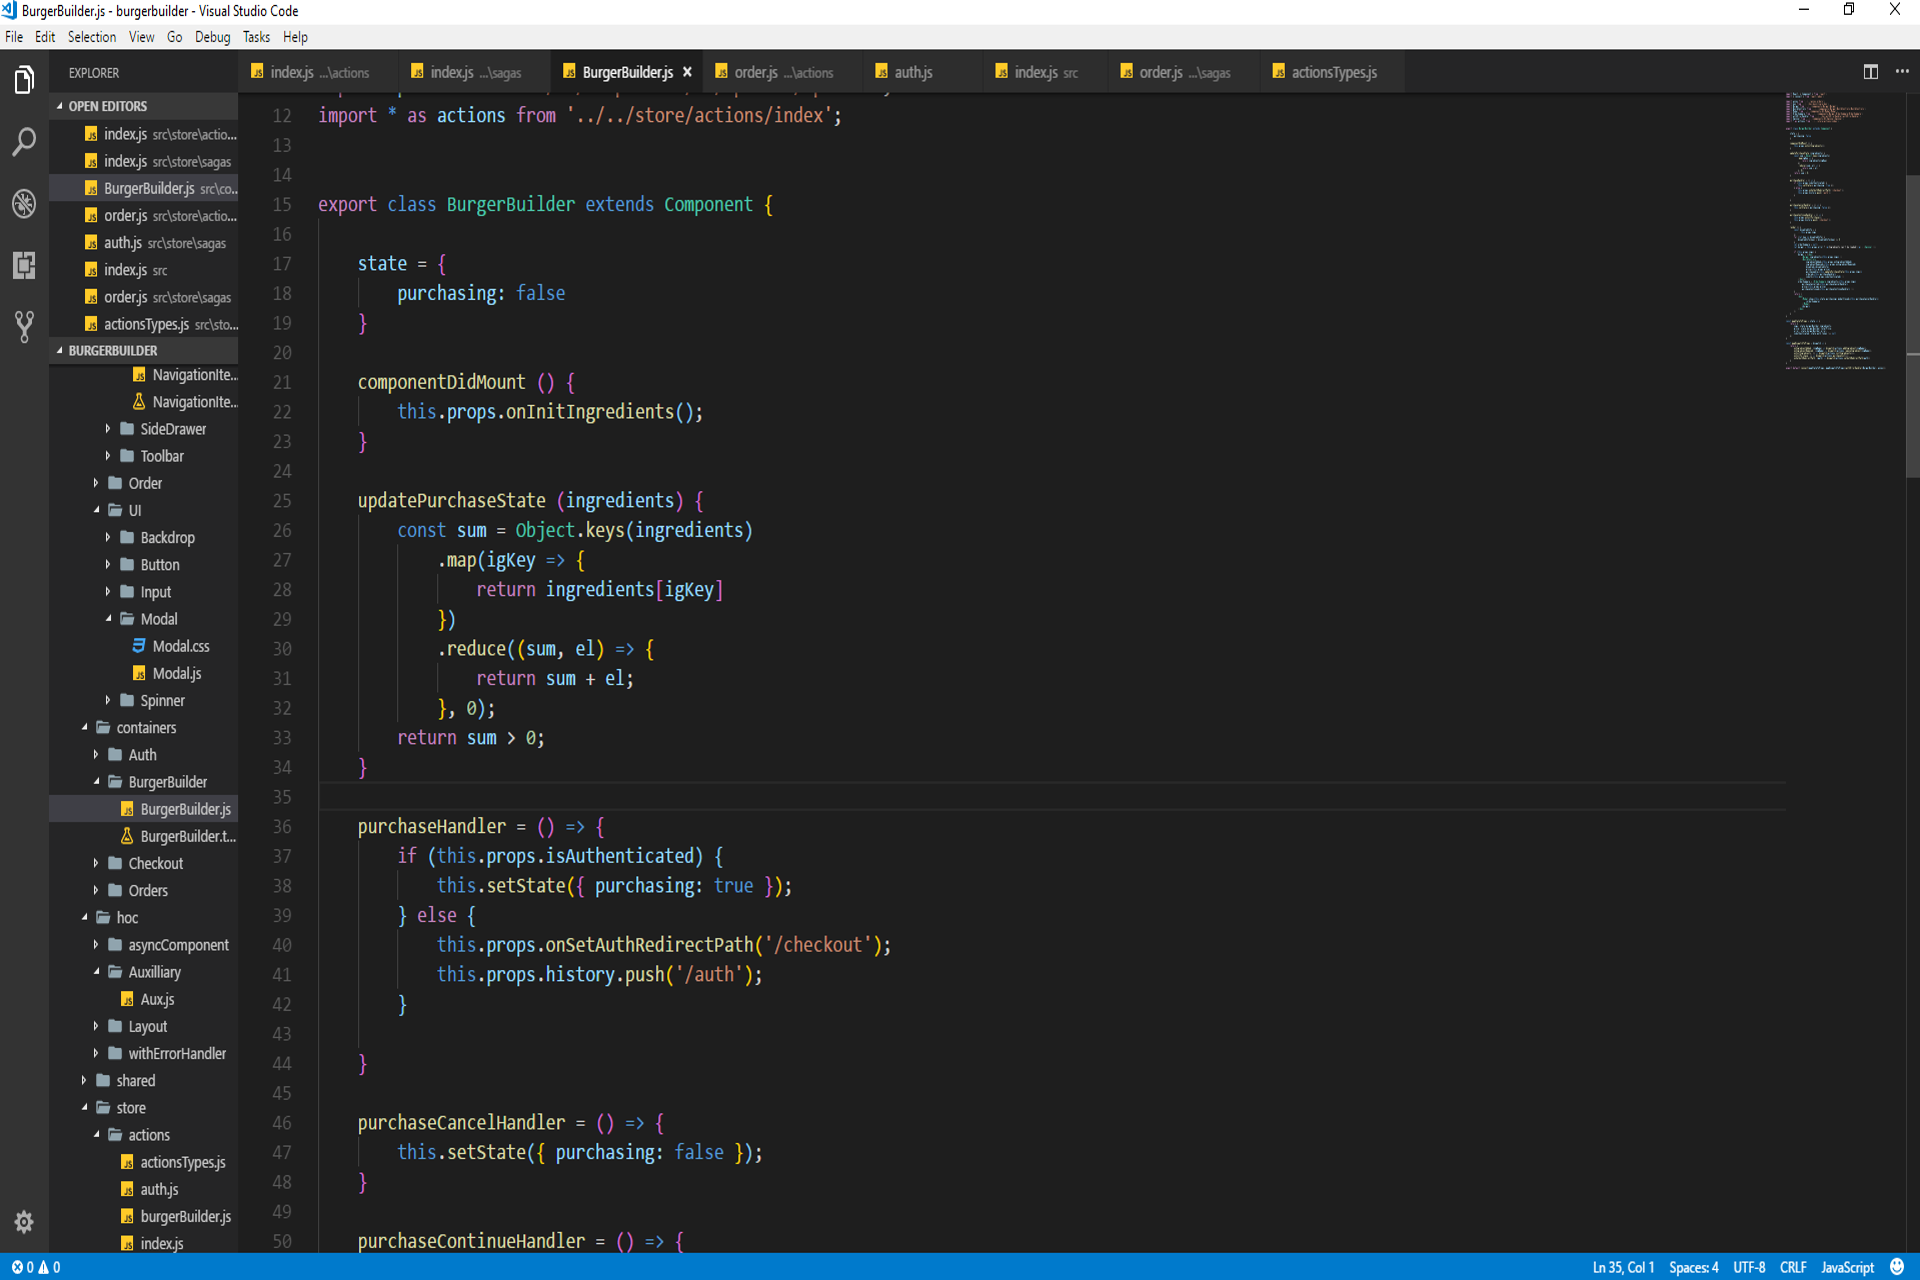 BurgerBuilder.js - burgerbuilder - Visual Studio Code
File Edit Selection View Go Debug Tasks Help
EXPLORER
OPEN EDITORS
index.js src\store\actio...
index.js src\store\sagas
BurgerBuilder.js src\co...
order.js src\store\actio...
auth.js src\store\sagas
index.js src
order.js src\store\sagas
actionsTypes.js src\sto...
BURGERBUILDER
NavigationIte...
NavigationIte...
SideDrawer
Toolbar
Order
UI
Backdrop
Button
Input
Modal
Modal.css
Modal.js
Spinner
containers
Auth
BurgerBuilder
BurgerBuilder.js
BurgerBuilder.t...
Checkout
Orders
hoc
asyncComponent
Auxilliary
Aux.js
Layout
withErrorHandler
shared
store
actions
actionsTypes.js
auth.js
burgerBuilder.js
index.js
index.js ...\actions index.js ...\sagas BurgerBuilder.js × order.js ...\actions auth.js index.js src order.js ...\sagas actionsTypes.js
12 import * as actions from '../../store/actions/index';
13
14
15 export class BurgerBuilder extends Component {
16
17 state = {
18 purchasing: false
19 }
20
21 componentDidMount () {
22 this.props.onInitIngredients();
23 }
24
25 updatePurchaseState (ingredients) {
26 const sum = Object.keys(ingredients)
27 .map(igKey => {
28 return ingredients[igKey]
29 })
30 .reduce((sum, el) => {
31 return sum + el;
32 }, 0);
33 return sum > 0;
34 }
35
36 purchaseHandler = () => {
37 if (this.props.isAuthenticated) {
38 this.setState({ purchasing: true });
39 } else {
40 this.props.onSetAuthRedirectPath('/checkout');
41 this.props.history.push('/auth');
42 }
43
44 }
45
46 purchaseCancelHandler = () => {
47 this.setState({ purchasing: false });
48 }
49
50 purchaseContinueHandler = () => {
0 0 Ln 35, Col 1 Spaces: 4 UTF-8 CRLF JavaScript